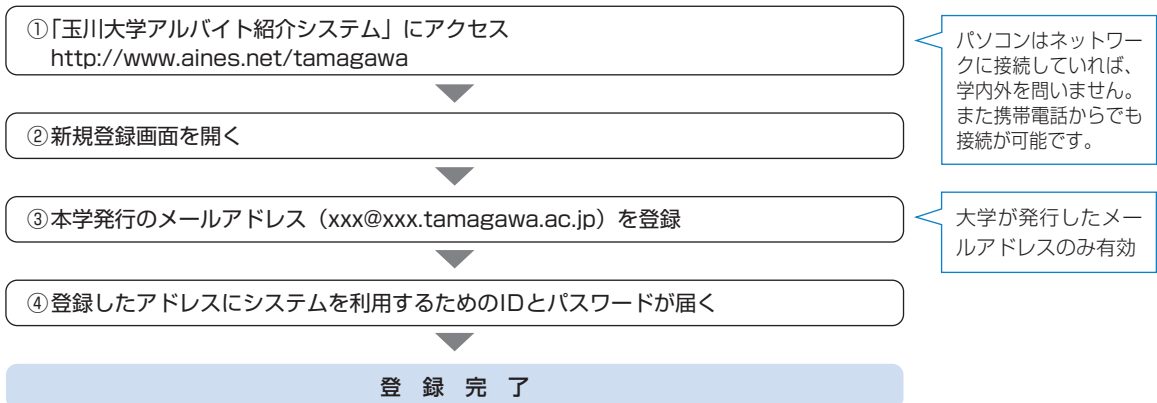 ①「玉川大学アルバイト紹介システム」にアクセス
http://www.aines.net/tamagawa
パソコンはネットワー
クに接続していれば、
学内外を問いません。
また携帯電話からでも
接続が可能です。
②新規登録画面を開く
③本学発行のメールアドレス（xxx@xxx.tamagawa.ac.jp）を登録
大学が発行したメー
ルアドレスのみ有効
④登録したアドレスにシステムを利用するためのIDとパスワードが届く
登 録 完 了